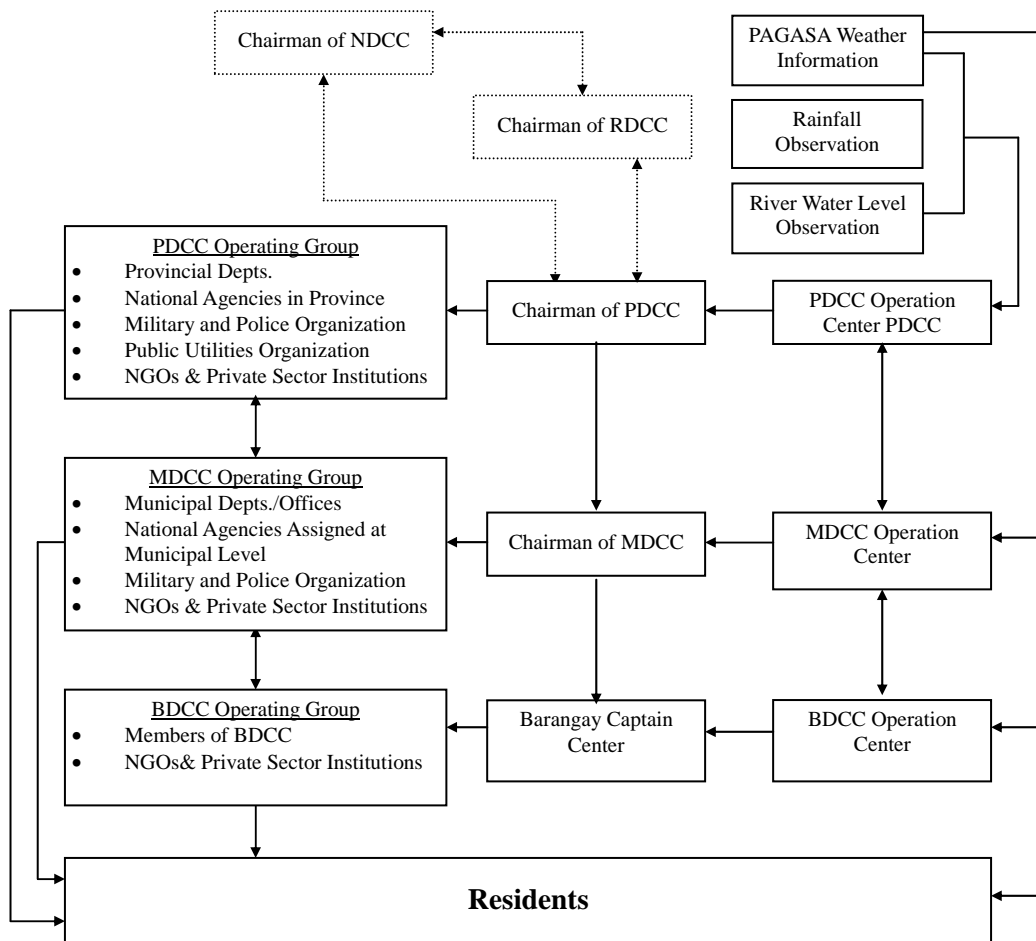 Chairman of NDCC
PAGASA Weather
Information
Chairman of RDCC
Rainfall
Observation
River Water Level
Observation
PDCC Operating Group
• Provincial Depts.
• National Agencies in Province
• Military and Police Organization
• Public Utilities Organization
• NGOs & Private Sector Institutions
Chairman of PDCC
PDCC Operation
Center PDCC
MDCC Operating Group
• Municipal Depts./Offices
• National Agencies Assigned at
Municipal Level
• Military and Police Organization
• NGOs & Private Sector Institutions
Chairman of MDCC
MDCC Operation
Center
BDCC Operating Group
• Members of BDCC
• NGOs& Private Sector Institutions
Barangay Captain
Center
BDCC Operation
Center
Residents